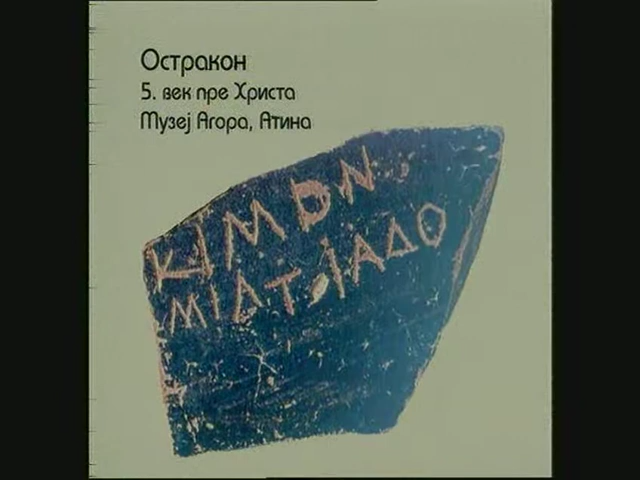 Остракон
5. век пре Христа
Музеј Агора, Атина
ΚΙΜΟΝ
ΜΙΛΤΙΑΔΟ